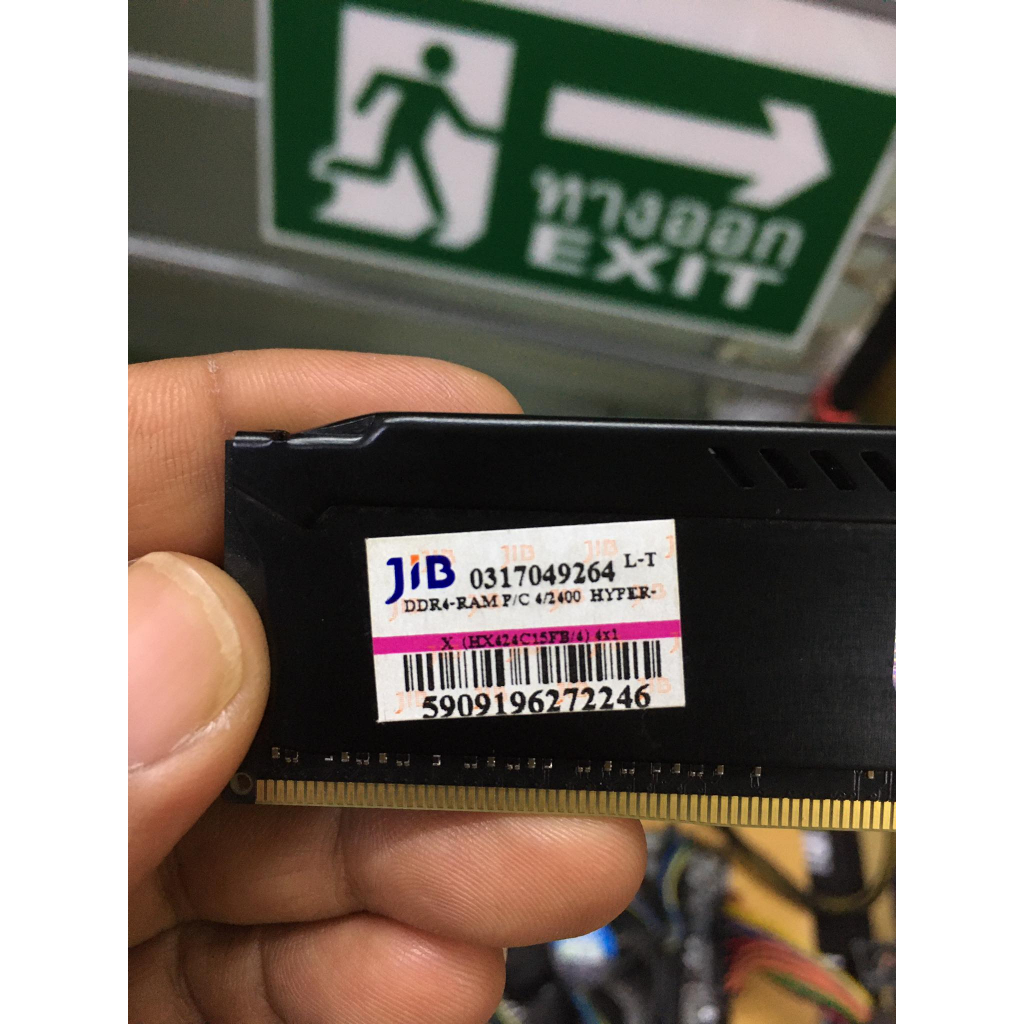 ทางออก
EXIT
JIB 0317049264 L-T
DDR4-RAM P/C 4/2400 HYPER-
X (HX424C15FB/4) 4x1
5909196272246